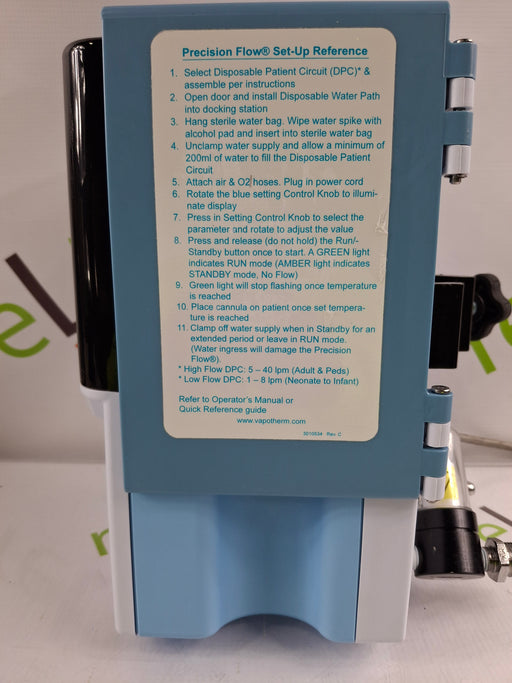 Precision Flow® Set-Up Reference
1. Select Disposable Patient Circuit (DPC)* &
assemble per instructions
2. Open door and install Disposable Water Path
into docking station
3. Hang sterile water bag. Wipe water spike with
alcohol pad and insert into sterile water bag
4. Unclamp water supply and allow a minimum of
200ml of water to fill the Disposable Patient
Circuit
5. Attach air & O2 hoses. Plug in power cord
6. Rotate the blue setting Control Knob to illumi-
nate display
7. Press in Setting Control Knob to select the
parameter and rotate to adjust the value
8. Press and release (do not hold) the Run/-
Standby button once to start. A GREEN light
indicates RUN mode (AMBER light indicates
STANDBY mode, No Flow)
9. Green light will stop flashing once temperature
is reached
10. Place cannula on patient once set tempera-
ture is reached
11. Clamp off water supply when in Standby for an
extended period or leave in RUN mode.
(Water ingress will damage the Precision
Flow®).
* High Flow DPC: 5 – 40 lpm (Adult & Peds)
* Low Flow DPC: 1 – 8 lpm (Neonate to Infant)
Refer to Operator's Manual or
Quick Reference guide
www.vapotherm.com
3010534 Rev. C